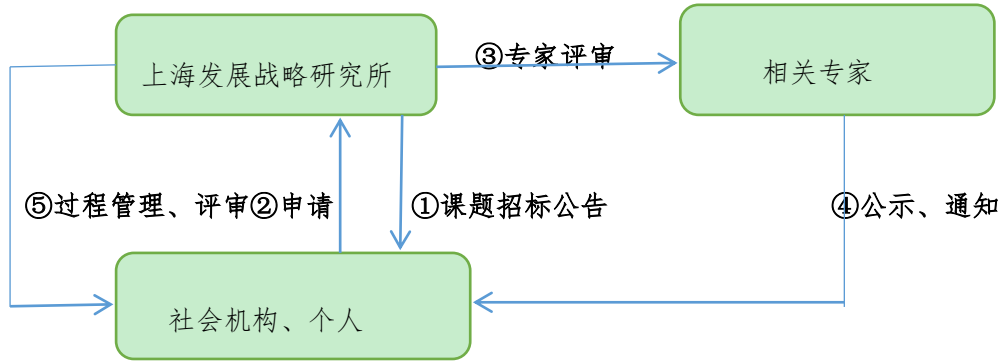 ③专家评审
上海发展战略研究所
相关专家
⑤过程管理、评审
②申请
①课题招标公告
④公示、通知
社会机构、个人